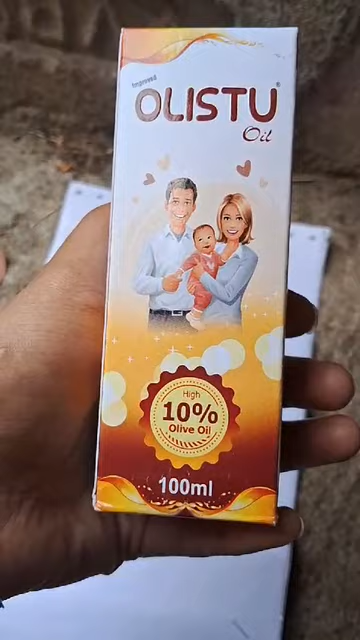 Improved
OLISTU®
Oil
High
10%
Olive Oil
100ml